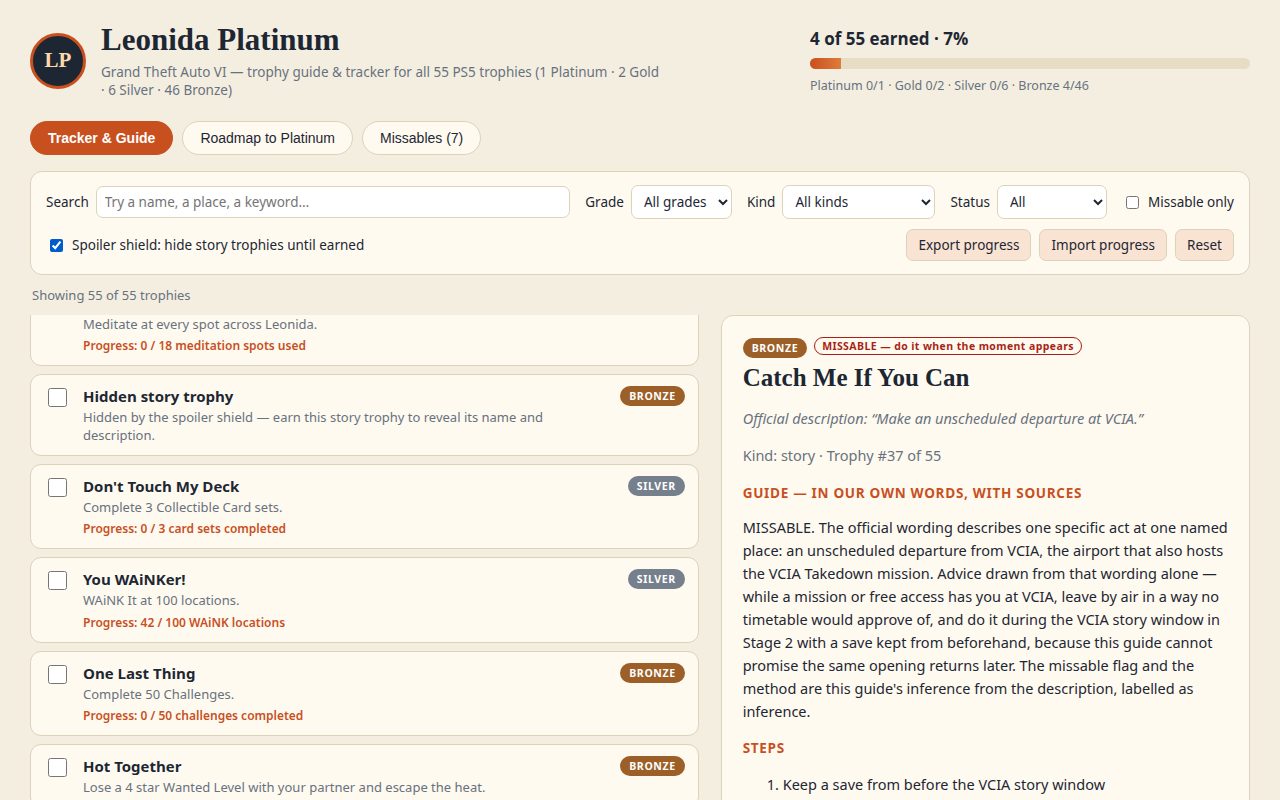 LP
Leonida Platinum
Grand Theft Auto VI — trophy guide & tracker for all 55 PS5 trophies (1 Platinum · 2 Gold
· 6 Silver · 46 Bronze)
4 of 55 earned · 7%
Platinum 0/1 · Gold 0/2 · Silver 0/6 · Bronze 4/46
Tracker & Guide
Roadmap to Platinum
Missables (7)
Search
Try a name, a place, a keyword...
Grade
All grades
Kind
All kinds
Status
All
Missable only
Spoiler shield: hide story trophies until earned
Export progress
Import progress
Reset
Showing 55 of 55 trophies
Meditate at every spot across Leonida.
Progress: 0 / 18 meditation spots used
Hidden story trophy
BRONZE
Hidden by the spoiler shield — earn this story trophy to reveal its name and
description.
Don't Touch My Deck
SILVER
Complete 3 Collectible Card sets.
Progress: 0 / 3 card sets completed
You WAiNKer!
SILVER
WAiNK It at 100 locations.
Progress: 42 / 100 WAiNK locations
One Last Thing
BRONZE
Complete 50 Challenges.
Progress: 0 / 50 challenges completed
Hot Together
BRONZE
Lose a 4 star Wanted Level with your partner and escape the heat.
BRONZE
MISSABLE — do it when the moment appears
Catch Me If You Can
Official description: “Make an unscheduled departure at VCIA.”
Kind: story · Trophy #37 of 55
GUIDE — IN OUR OWN WORDS, WITH SOURCES
MISSABLE. The official wording describes one specific act at one named
place: an unscheduled departure from VCIA, the airport that also hosts
the VCIA Takedown mission. Advice drawn from that wording alone —
while a mission or free access has you at VCIA, leave by air in a way no
timetable would approve of, and do it during the VCIA story window in
Stage 2 with a save kept from beforehand, because this guide cannot
promise the same opening returns later. The missable flag and the
method are this guide's inference from the description, labelled as
inference.
STEPS
1. Keep a save from before the VCIA story window